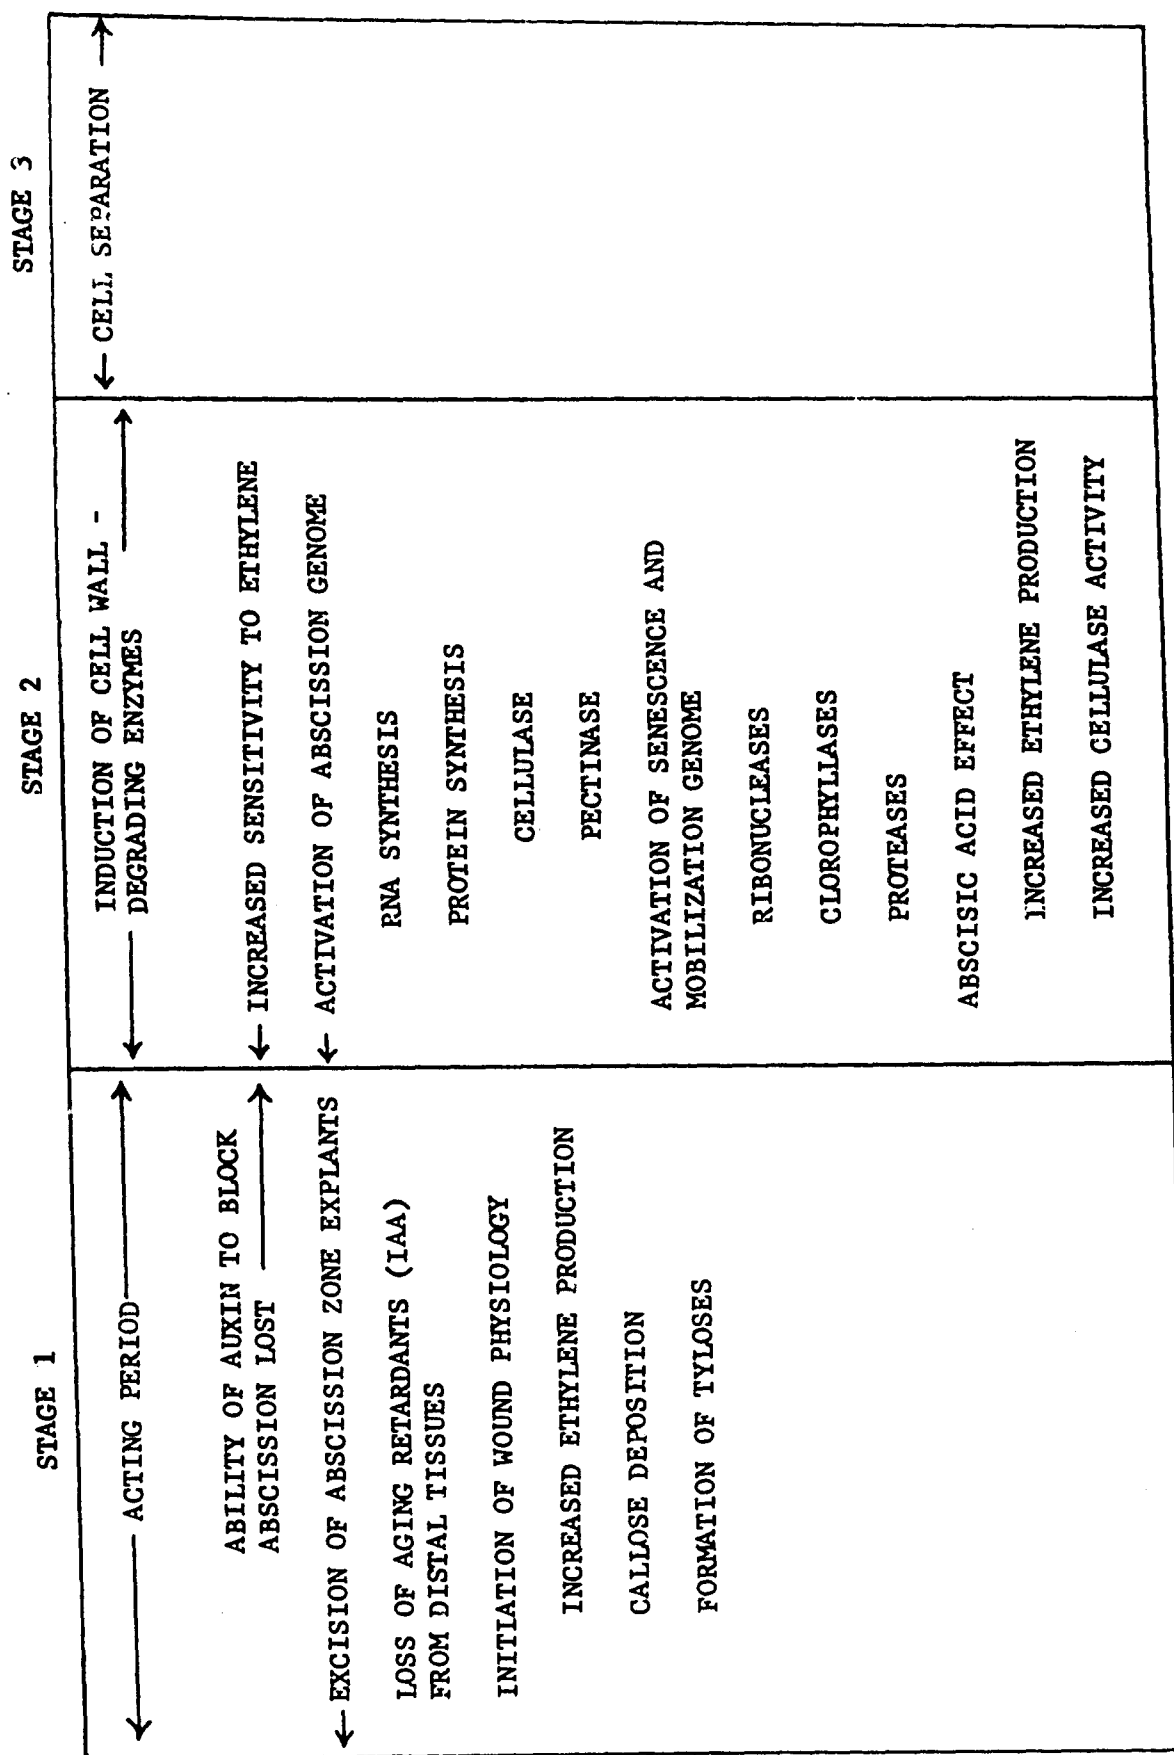 STAGE 1
STAGE 2
STAGE 3
ACTING PERIOD
ABILITY OF AUXIN TO BLOCK
ABSCISSION LOST
EXCISION OF ABSCISSION ZONE EXPLANTS
LOSS OF AGING RETARDANTS (IAA)
FROM DISTAL TISSUES
INITIATION OF WOUND PHYSIOLOGY
INCREASED ETHYLENE PRODUCTION
CALLOSE DEPOSITION
FORMATION OF TYLOSES
INDUCTION OF CELL WALL -
DEGRADING ENZYMES
INCREASED SENSITIVITY TO ETHYLENE
ACTIVATION OF ABSCISSION GENOME
RNA SYNTHESIS
PROTEIN SYNTHESIS
CELLULASE
PECTINASE
ACTIVATION OF SENESCENCE AND
MOBILIZATION GENOME
RIBONUCLEASES
CLOROPHYLLASES
PROTEASES
ABSCISIC ACID EFFECT
INCREASED ETHYLENE PRODUCTION
INCREASED CELLULASE ACTIVITY
CELL SEPARATION